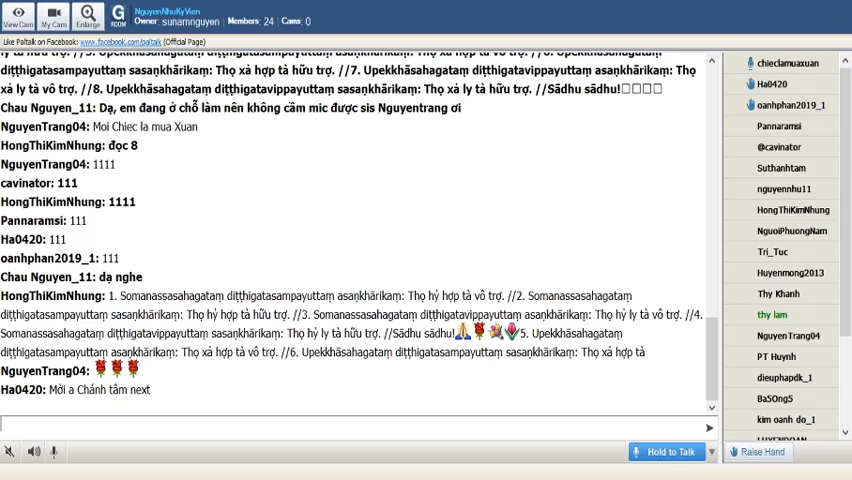 NguyenNhuKyVien
Owner: sunamnguyen Members: 24 Cams: 0
View Cam My Cam Enlarge G ROOM
Like Paltalk on Facebook: www.facebook.com/paltalk (Official Page)
diṭṭhigatasampayuttaṃ sasaṅkhārikaṃ: Thọ xả hợp tà hữu trợ. //7. Upekkhāsahagataṃ diṭṭhigatavippayuttaṃ asaṅkhārikaṃ: Thọ
xả ly tà vô trợ. //8. Upekkhāsahagataṃ diṭṭhigatavippayuttaṃ sasaṅkhārikaṃ: Thọ xả ly tà hữu trợ. //Sādhu sādhu!
Chau Nguyen_11: Dạ, em đang ở chỗ làm nên không cầm mic được sis Nguyentrang ơi
NguyenTrang04: Moi Chiec la mua Xuan
HongThiKimNhung: đọc 8
NguyenTrang04: 1111
cavinator: 111
HongThiKimNhung: 1111
Pannaramsi: 111
Ha0420: 111
oanhphan2019_1: 111
Chau Nguyen_11: dạ nghe
HongThiKimNhung: 1. Somanassasahagataṃ diṭṭhigatasampayuttaṃ asaṅkhārikaṃ: Thọ hỷ hợp tà vô trợ. //2. Somanassasahagataṃ
diṭṭhigatasampayuttaṃ sasaṅkhārikaṃ: Thọ hỷ hợp tà hữu trợ. //3. Somanassasahagataṃ diṭṭhigatavippayuttaṃ asaṅkhārikaṃ: Thọ hỷ ly tà vô trợ. //4.
Somanassasahagataṃ diṭṭhigatavippayuttaṃ sasaṅkhārikaṃ: Thọ hỷ ly tà hữu trợ. //Sādhu sādhu!🙏🌹💐🌷5. Upekkhāsahagataṃ
diṭṭhigatasampayuttaṃ asaṅkhārikaṃ: Thọ xả hợp tà vô trợ. //6. Upekkhāsahagataṃ diṭṭhigatasampayuttaṃ sasaṅkhārikaṃ: Thọ xả hợp tà
NguyenTrang04: 🌹🌹🌹
Ha0420: Mời a Chánh tâm next
Hold to Talk
chieclamuaxuan
Ha0420
oanhphan2019_1
Pannaramsi
@cavinator
Suthanhtam
nguyennhu11
HongThiKimNhung
NguoiPhuongNam
Tri_Tuc
Huyenmong2013
Thy Khanh
thy lam
NguyenTrang04
PT Huynh
dieuphapdk_1
Ba5Ong5
kim oanh do_1
Raise Hand